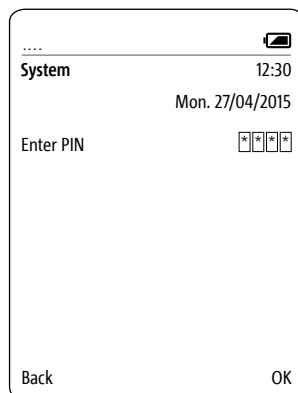 ....
System 12:30
Mon. 27/04/2015
Enter PIN ****
Back OK